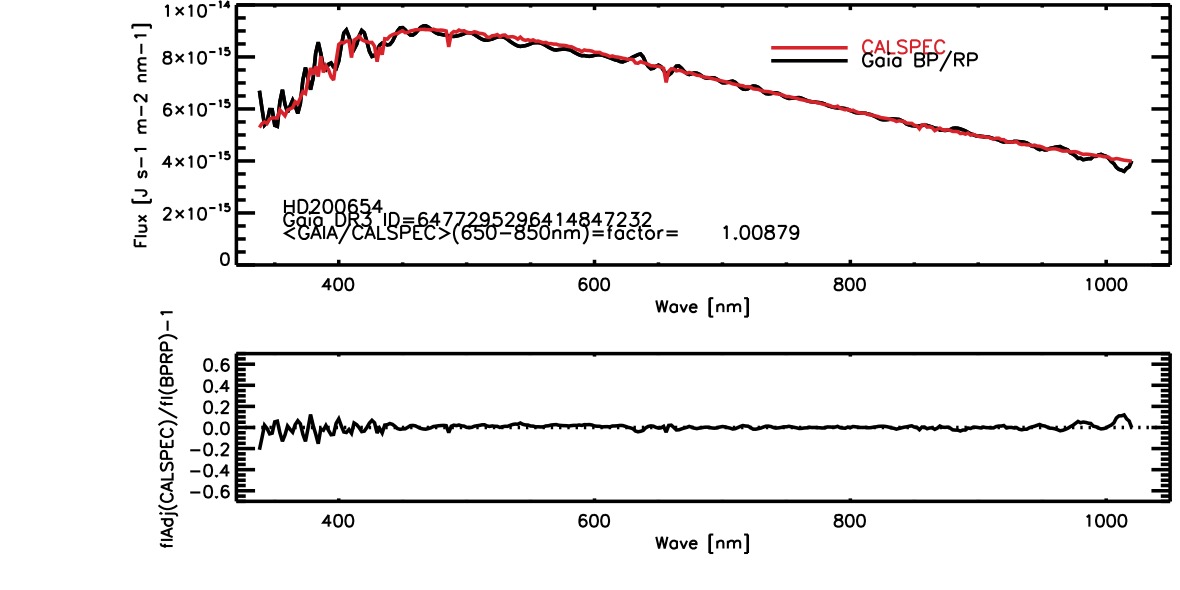 1×10−14
8×10−15
6×10−15
4×10−15
2×10−15
0
Flux [J s−1 m−2 nm−1]
CALSPEC
Gaia BP/RP
HD200654
Gaia DR3 ID=6477295296414847232
<GAIA/CALSPEC>(650−850nm)=factor= 1.00879
400 600 800 1000
Wave [nm]
flAdj(CALSPEC)/fl(BPRP)−1
0.6
0.4
0.2
0.0
−0.2
−0.4
−0.6
400 600 800 1000
Wave [nm]